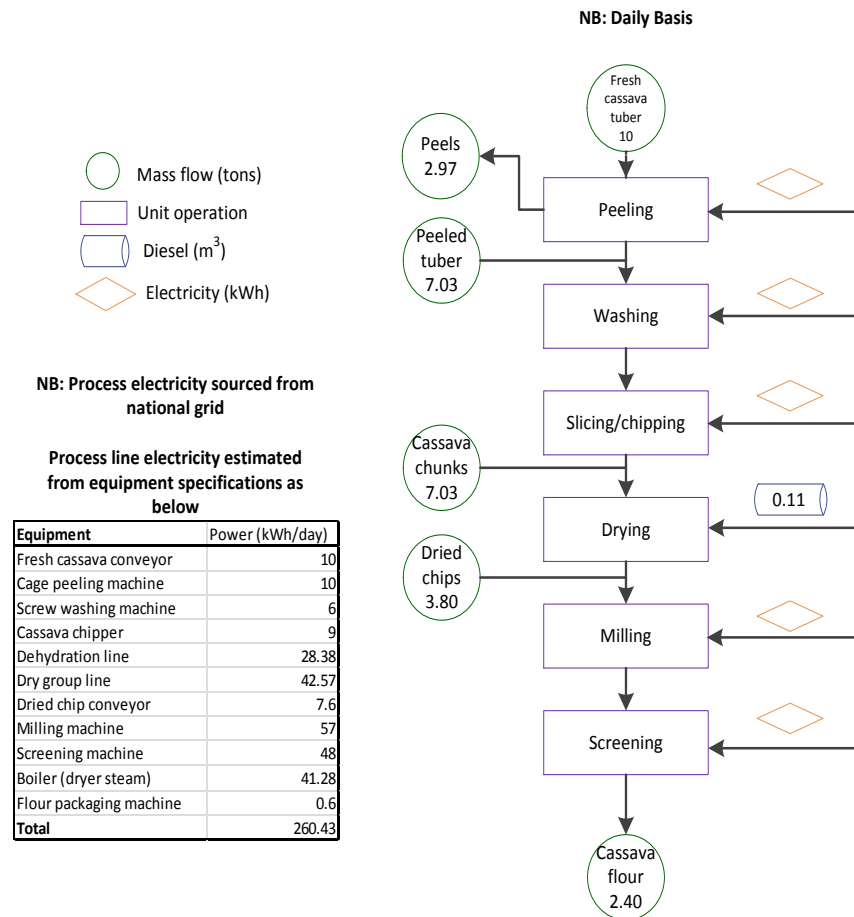 NB: Daily Basis
Fresh
cassava
tuber
10
Peels
2.97
Peeling
Peeled
tuber
7.03
Washing
Slicing/chipping
Cassava
chunks
7.03
Drying
0.11
Dried
chips
3.80
Milling
Screening
Cassava
flour
2.40
Mass flow (tons)
Unit operation
Diesel (m³)
Electricity (kWh)
NB: Process electricity sourced from
national grid
Process line electricity estimated
from equipment specifications as
below
Equipment Power (kWh/day)
Fresh cassava conveyor 10
Cage peeling machine 10
Screw washing machine 6
Cassava chipper 9
Dehydration line 28.38
Dry group line 42.57
Dried chip conveyor 7.6
Milling machine 57
Screening machine 48
Boiler (dryer steam) 41.28
Flour packaging machine 0.6
Total 260.43